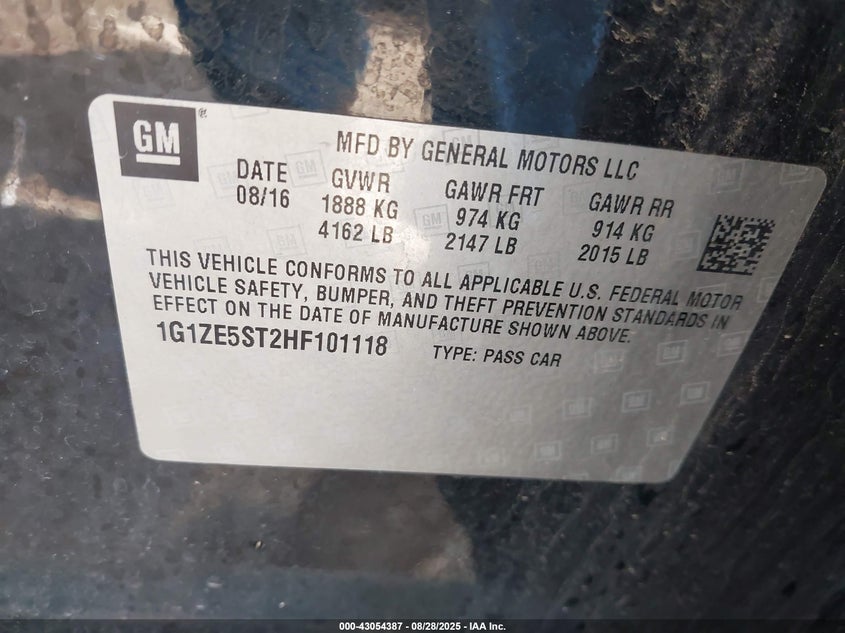 GM ®
MFD BY GENERAL MOTORS LLC
DATE GVWR GAWR FRT GAWR RR
08/16 1888 KG 974 KG 914 KG
4162 LB 2147 LB 2015 LB
THIS VEHICLE CONFORMS TO ALL APPLICABLE U.S. FEDERAL MOTOR
VEHICLE SAFETY, BUMPER, AND THEFT PREVENTION STANDARDS IN
EFFECT ON THE DATE OF MANUFACTURE SHOWN ABOVE.
1G1ZE5ST2HF101118 TYPE: PASS CAR
000-43054387 - 08/28/2025 - IAA Inc.